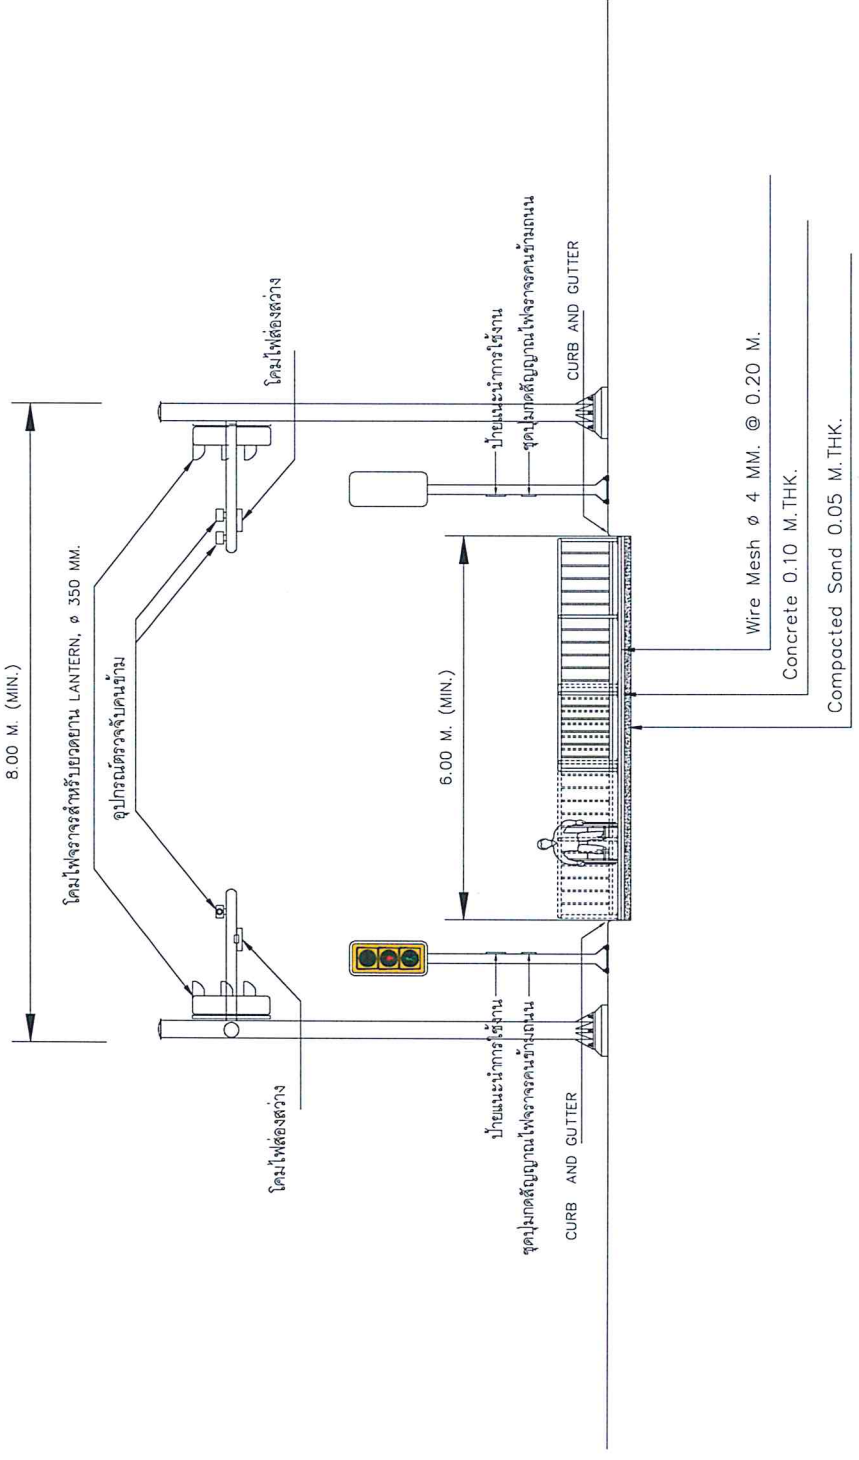 8.00 M. (MIN.)
โคมไฟจราจรสำหรับยวดยาน LANTERN, ø 350 MM.
อุปกรณ์ตรวจจับคนข้าม
โคมไฟส่องสว่าง
โคมไฟส่องสว่าง
6.00 M. (MIN.)
ป้ายแนะนำการใช้งาน
ชุดปุ่มกดสัญญาณไฟจราจรคนข้ามถนน
CURB AND GUTTER
ป้ายแนะนำการใช้งาน
ชุดปุ่มกดสัญญาณไฟจราจรคนข้ามถนน
CURB AND GUTTER
Wire Mesh ø 4 MM. @ 0.20 M.
Concrete 0.10 M.THK.
Compacted Sand 0.05 M.THK.